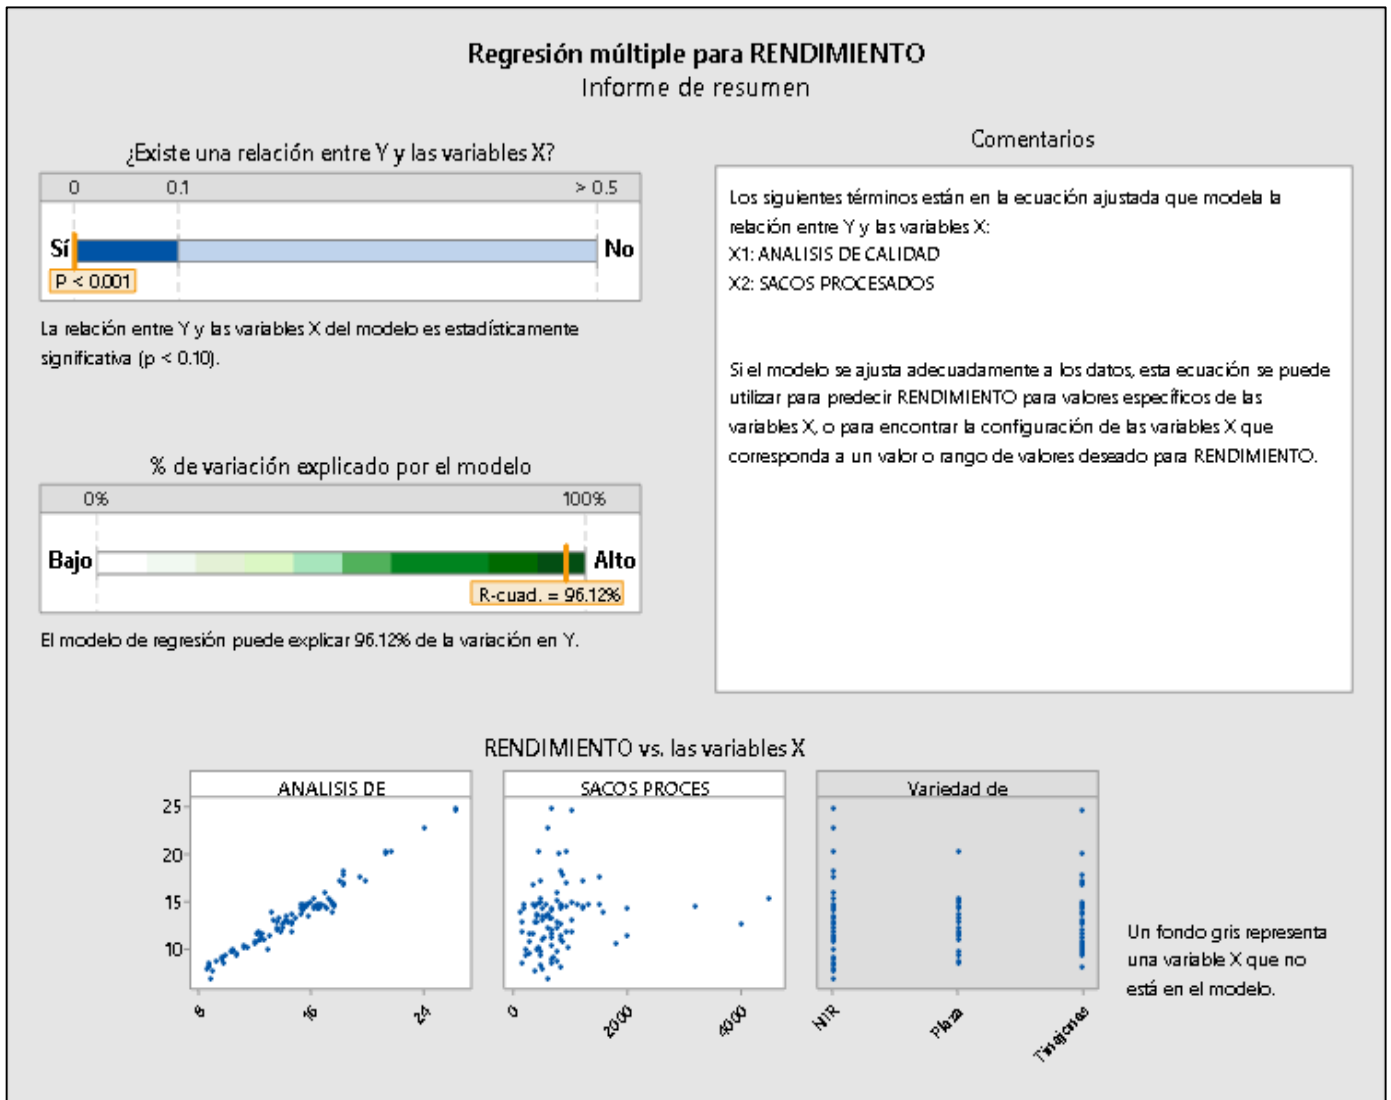 Regresión múltiple para RENDIMIENTO
Informe de resumen
¿Existe una relación entre Y y las variables X?
0 0.1 > 0.5
Sí No
P < 0.001
La relación entre Y y las variables X del modelo es estadísticamente
significativa (p < 0.10).
% de variación explicado por el modelo
0% 100%
Bajo Alto
R-cuad. = 96.12%
El modelo de regresión puede explicar 96.12% de la variación en Y.
Comentarios
Los siguientes términos están en la ecuación ajustada que modela la
relación entre Y y las variables X:
X1: ANALISIS DE CALIDAD
X2: SACOS PROCESADOS
Si el modelo se ajusta adecuadamente a los datos, esta ecuación se puede
utilizar para predecir RENDIMIENTO para valores específicos de las
variables X, o para encontrar la configuración de las variables X que
corresponda a un valor o rango de valores deseado para RENDIMIENTO.
RENDIMIENTO vs. las variables X
ANALISIS DE SACOS PROCES Variedad de
25
20
15
10
8 16 24 0 2000 4000 NIR Plaza Tinajones
Un fondo gris representa
una variable X que no
está en el modelo.